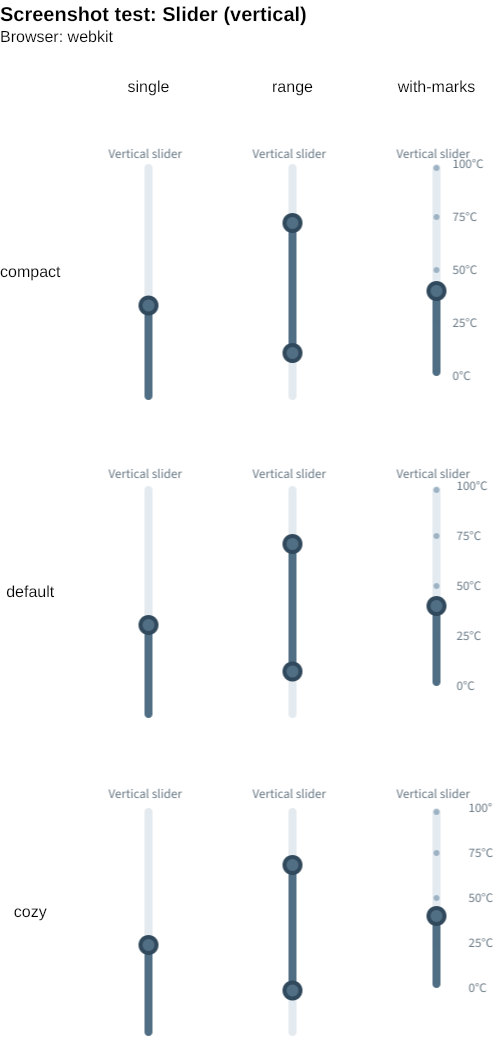 Screenshot test: Slider (vertical)
Browser: webkit
single range with-marks
Vertical slider Vertical slider Vertical slider
100°C
75°C
compact
50°C
25°C
0°C
Vertical slider Vertical slider Vertical slider
100°C
75°C
default
50°C
25°C
0°C
Vertical slider Vertical slider Vertical slider
100°
75°C
50°C
cozy
25°C
0°C